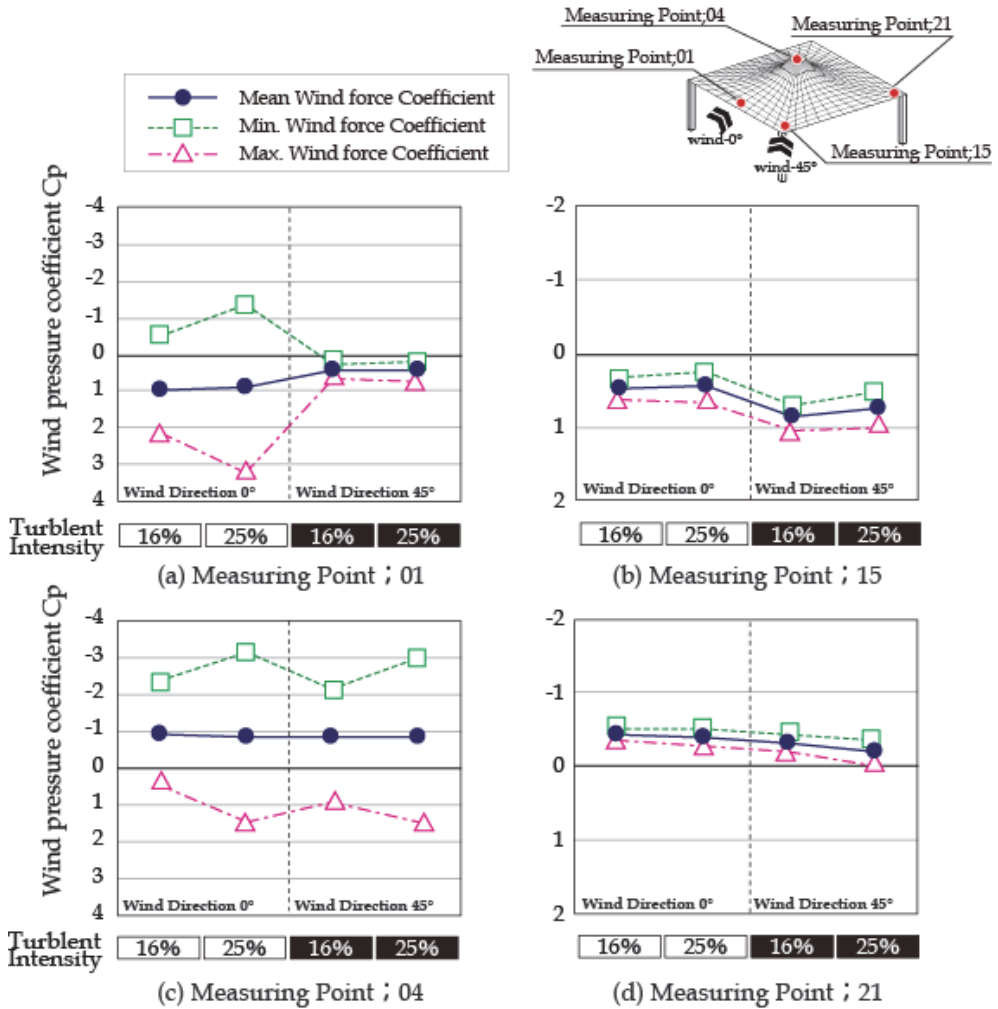 Measuring Point;04
Measuring Point;21
Measuring Point;01
wind-0°
wind-45°
Measuring Point;15
Mean Wind force Coefficient
Min. Wind force Coefficient
Max. Wind force Coefficient
Wind pressure coefficient Cp
-4
-3
-2
-1
0
1
2
3
4
Wind Direction 0°
Wind Direction 45°
Turblent
Intensity
16% 25% 16% 25%
(a) Measuring Point ; 01
-2
-1
0
1
2
Wind Direction 0°
Wind Direction 45°
16% 25% 16% 25%
(b) Measuring Point ; 15
Wind pressure coefficient Cp
-4
-3
-2
-1
0
1
2
3
4
Wind Direction 0°
Wind Direction 45°
Turblent
Intensity
16% 25% 16% 25%
(c) Measuring Point ; 04
-2
-1
0
1
2
Wind Direction 0°
Wind Direction 45°
16% 25% 16% 25%
(d) Measuring Point ; 21